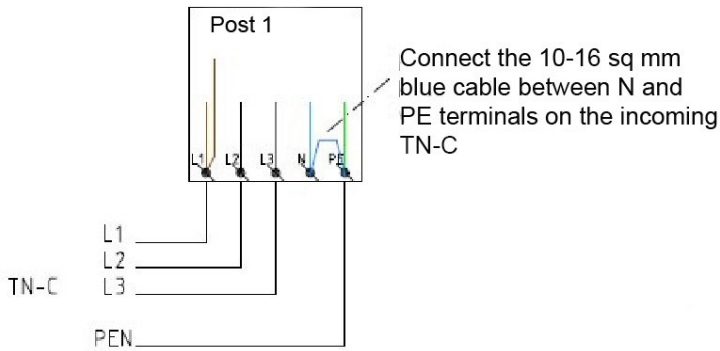 Post 1
Connect the 10-16 sq mm
blue cable between N and
PE terminals on the incoming
TN-C
L1 L2 L3 N PE
L1
L2
TN-C L3
PEN